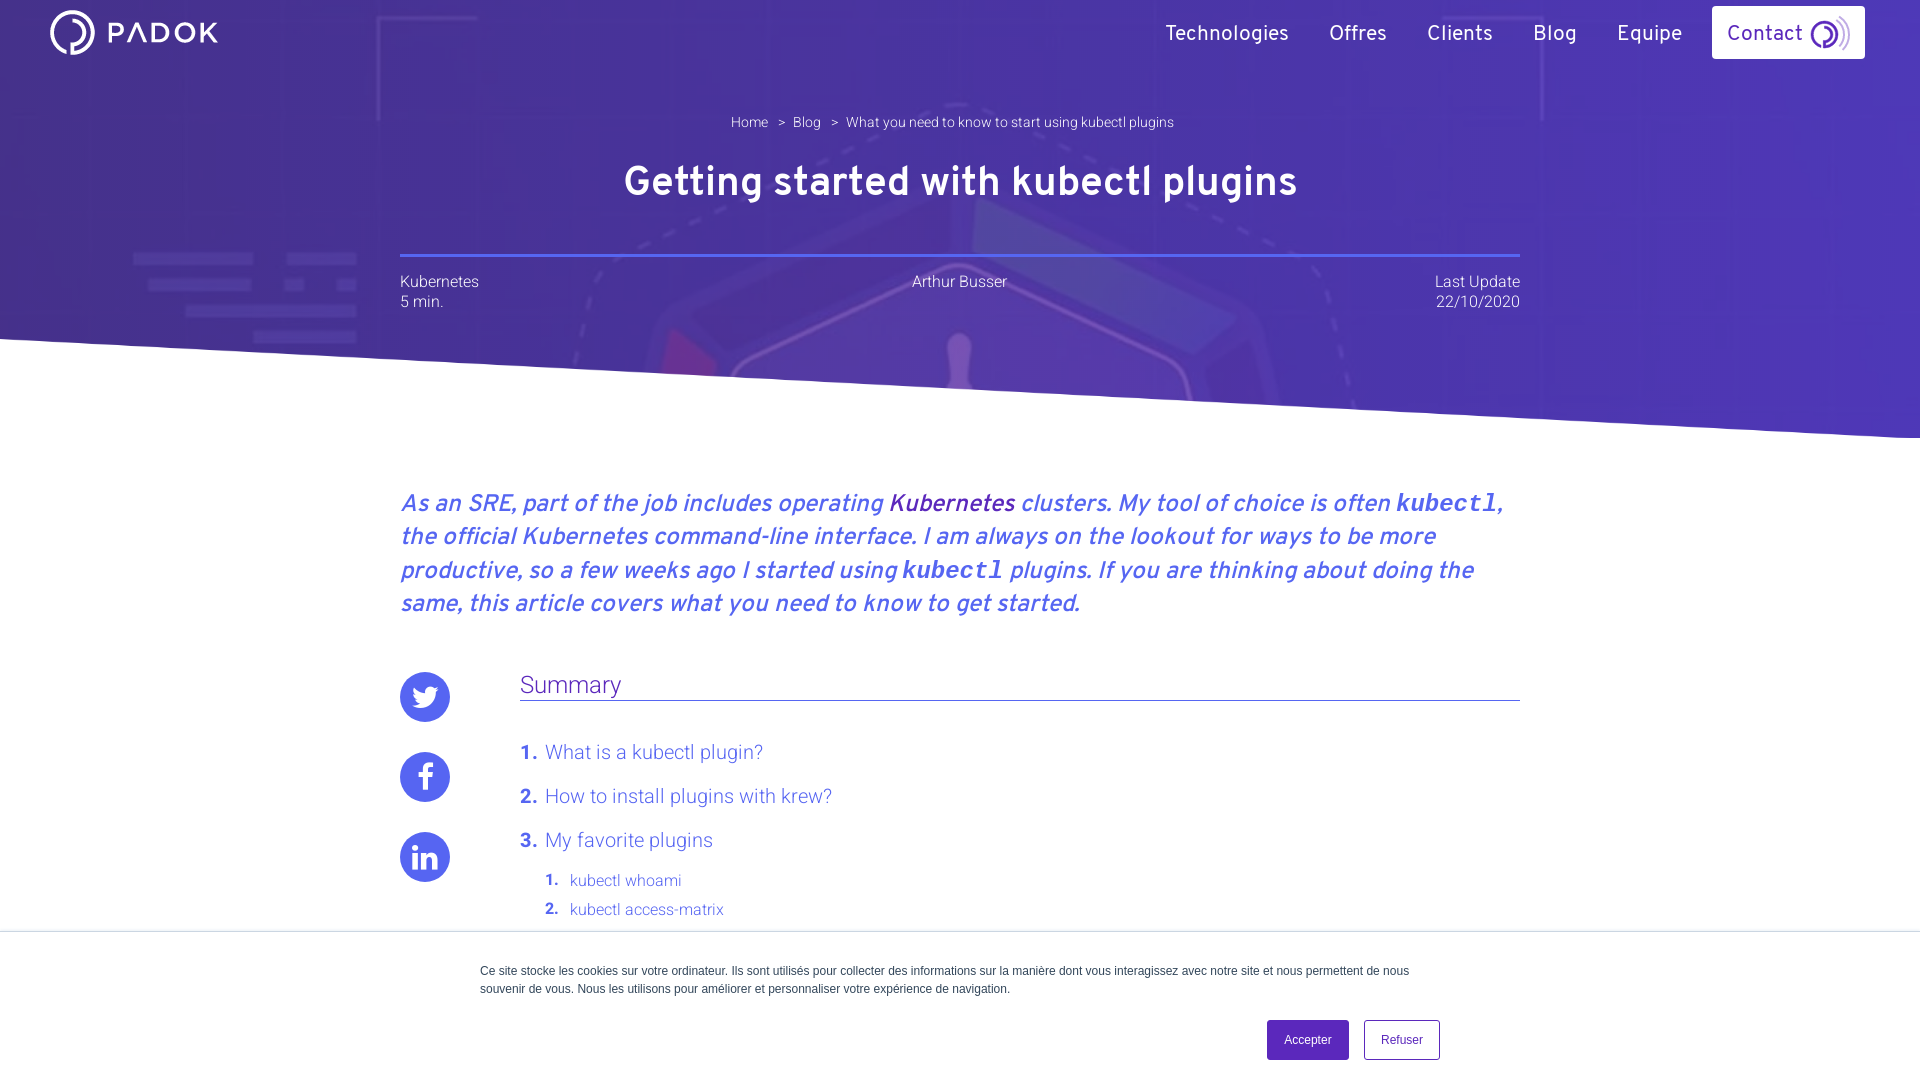 PADOK
Technologies
Offres
Clients
Blog
Equipe
Contact
Home > Blog > What you need to know to start using kubectl plugins
Getting started with kubectl plugins
Kubernetes
5 min.
Arthur Busser
Last Update
22/10/2020
As an SRE, part of the job includes operating Kubernetes clusters. My tool of choice is often kubectl,
the official Kubernetes command-line interface. I am always on the lookout for ways to be more
productive, so a few weeks ago I started using kubectl plugins. If you are thinking about doing the
same, this article covers what you need to know to get started.
Summary
1. What is a kubectl plugin?
2. How to install plugins with krew?
3. My favorite plugins
1. kubectl whoami
2. kubectl access-matrix
Ce site stocke les cookies sur votre ordinateur. Ils sont utilisés pour collecter des informations sur la manière dont vous interagissez avec notre site et nous permettent de nous
souvenir de vous. Nous les utilisons pour améliorer et personnaliser votre expérience de navigation.
Accepter
Refuser